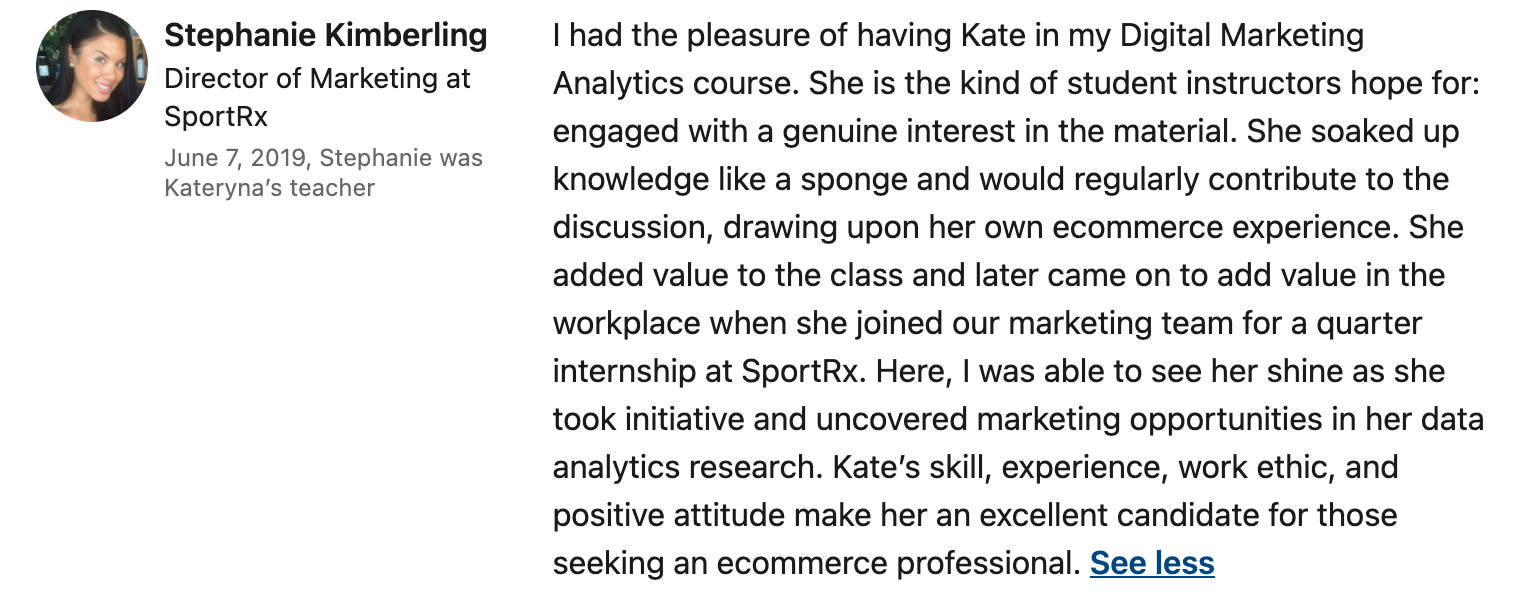 Stephanie Kimberling
Director of Marketing at
SportRx
June 7, 2019, Stephanie was
Kateryna’s teacher
I had the pleasure of having Kate in my Digital Marketing
Analytics course. She is the kind of student instructors hope for:
engaged with a genuine interest in the material. She soaked up
knowledge like a sponge and would regularly contribute to the
discussion, drawing upon her own ecommerce experience. She
added value to the class and later came on to add value in the
workplace when she joined our marketing team for a quarter
internship at SportRx. Here, I was able to see her shine as she
took initiative and uncovered marketing opportunities in her data
analytics research. Kate’s skill, experience, work ethic, and
positive attitude make her an excellent candidate for those
seeking an ecommerce professional. See less